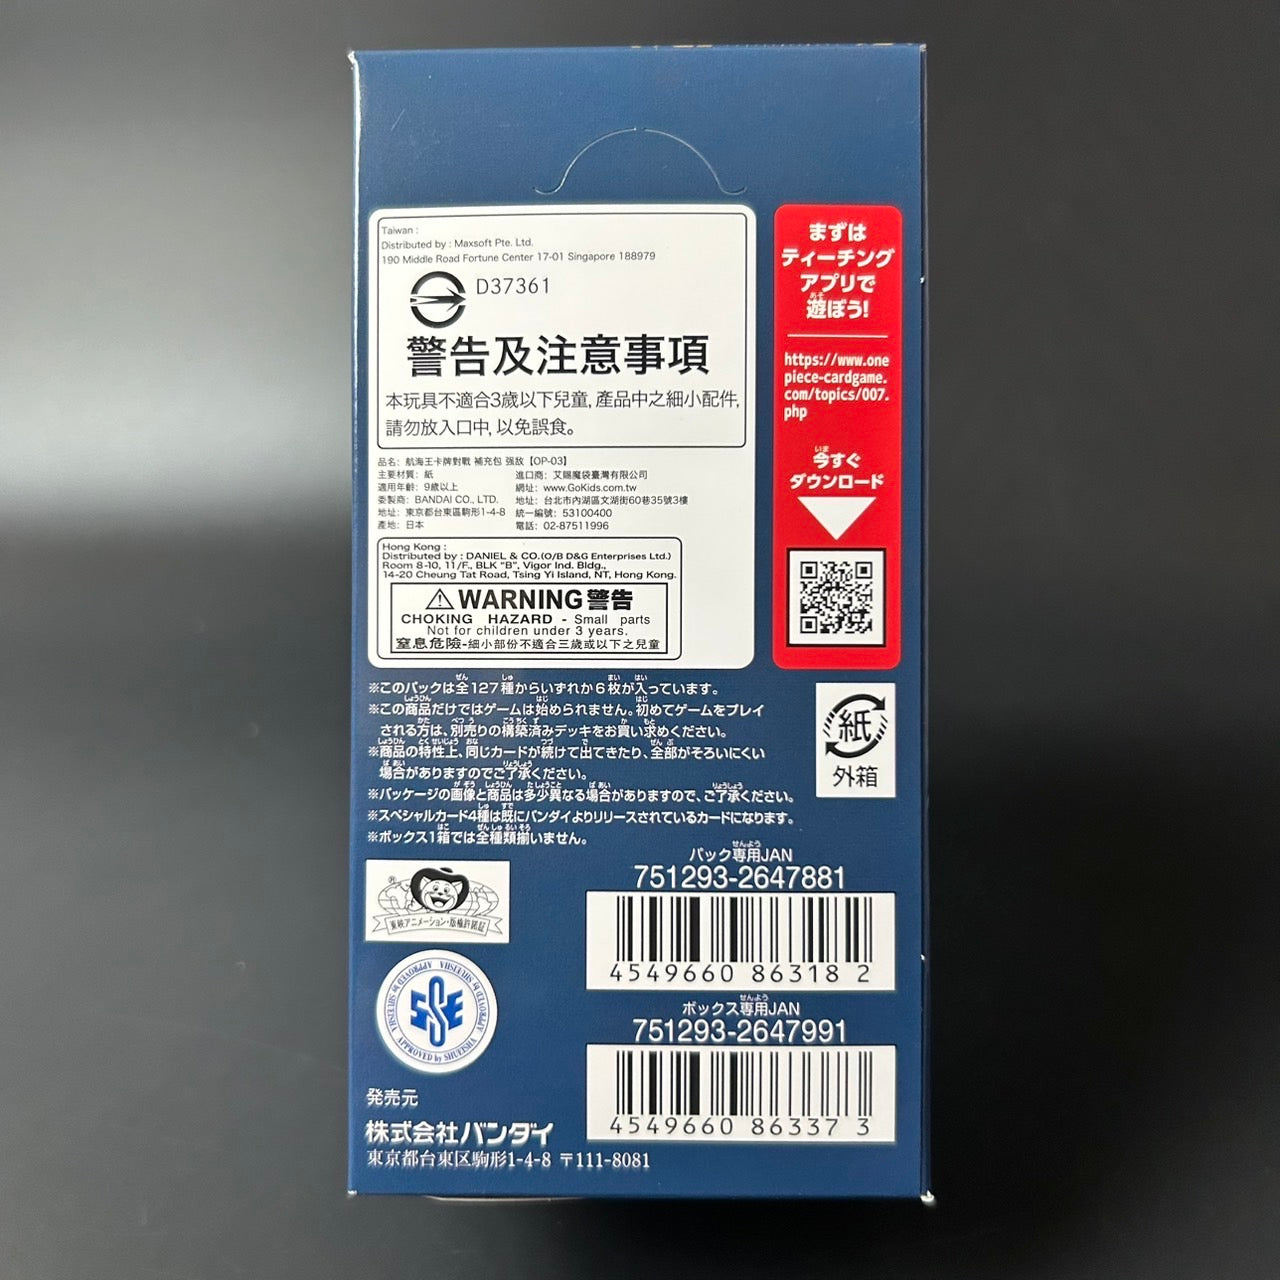 Taiwan :
Distributed by : Maxsoft Pte. Ltd.
190 Middle Road Fortune Center 17-01 Singapore 188979
D37361
警告及注意事項
本玩具不適合3歲以下兒童, 產品中之細小配件,
請勿放入口中, 以免誤食。
品名: 航海王卡牌對戰 補充包 强敌【OP-03】
主要材質: 紙
適用年齡: 9歲以上
委製商: BANDAI CO., LTD.
地址: 東京都台東區駒形1-4-8
產地: 日本
進口商: 艾賜魔袋臺灣有限公司
網址: www.GoKids.com.tw
地址: 台北市內湖區文湖街60巷35號3樓
統一編號: 53100400
電話: 02-87511996
Hong Kong :
Distributed by : DANIEL & CO.(O/B D&G Enterprises Ltd.)
Room 8-10, 11/F., BLK "B", Vigor Ind. Bldg.,
14-20 Cheung Tat Road, Tsing Yi Island, NT, Hong Kong.
⚠WARNING 警告
CHOKING HAZARD - Small parts
Not for children under 3 years.
窒息危險-細小部份不適合三歲或以下之兒童
まずは
ティーチング
アプリで
遊ぼう!
https://www.one
piece-cardgame.
com/topics/007.
php
今すぐ
ダウンロード
※このパックは全127種からいずれか6枚が入っています。
※この商品だけではゲームは始められません。初めてゲームをプレイ
される方は、別売りの構築済みデッキをお買い求めください。
※商品の特性上、同じカードが続けて出てきたり、全部がそろいにくい
場合がありますのでご了承ください。
※パッケージの画像と商品は多少異なる場合がありますので、ご了承ください。
※スペシャルカード4種は既にバンダイよりリリースされているカードになります。
※ボックス1箱では全種類揃いません。
紙
外箱
パック専用JAN
751293-2647881
4549660 86318 2
ボックス専用JAN
751293-2647991
4549660 86337 3
東映アニメーション・版権許諾証
APPROVED by SHUEISHA
発売元
株式会社バンダイ
東京都台東区駒形1-4-8 〒111-8081